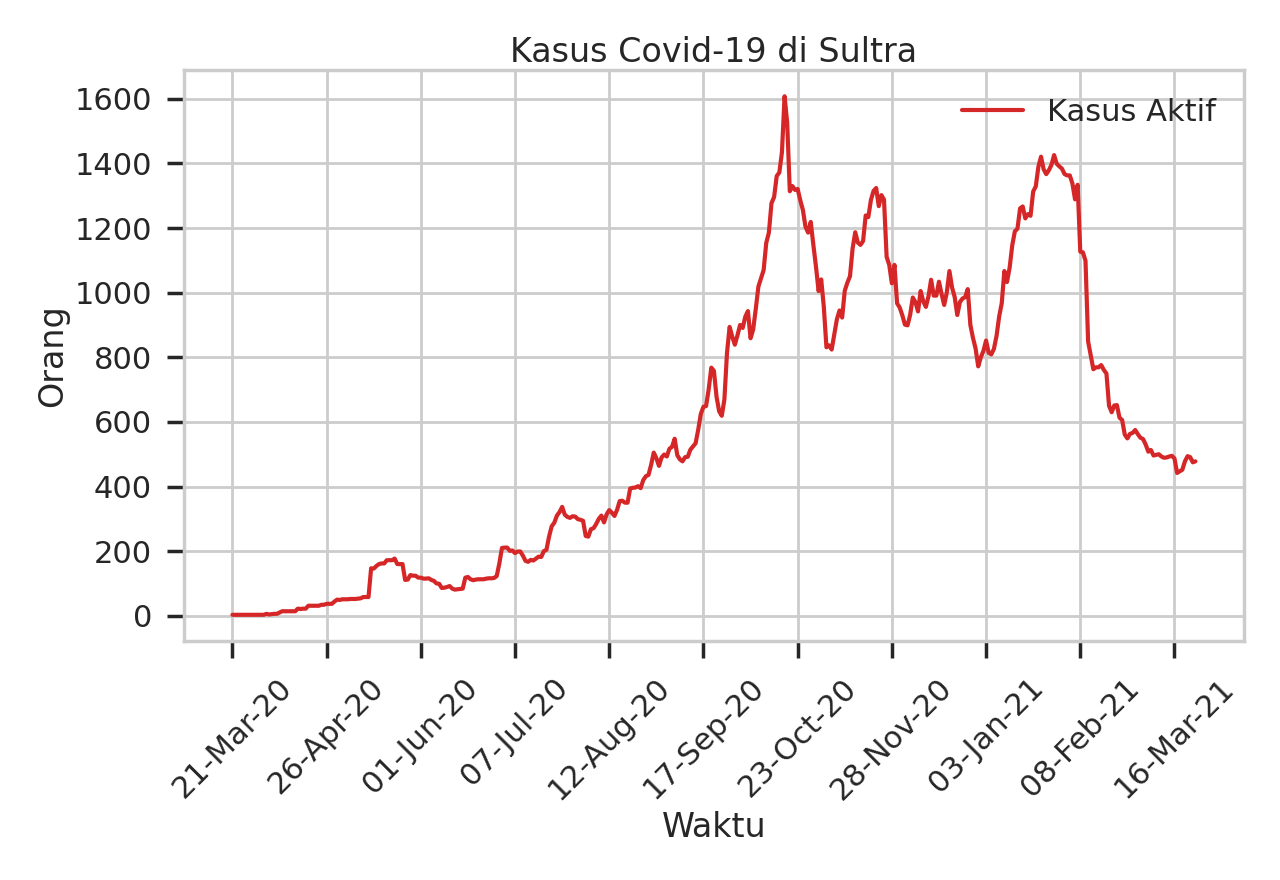 Kasus Covid-19 di Sultra
Kasus Aktif
Orang
1600
1400
1200
1000
800
600
400
200
0
21-Mar-20
26-Apr-20
01-Jun-20
07-Jul-20
12-Aug-20
17-Sep-20
23-Oct-20
28-Nov-20
03-Jan-21
08-Feb-21
16-Mar-21
Waktu